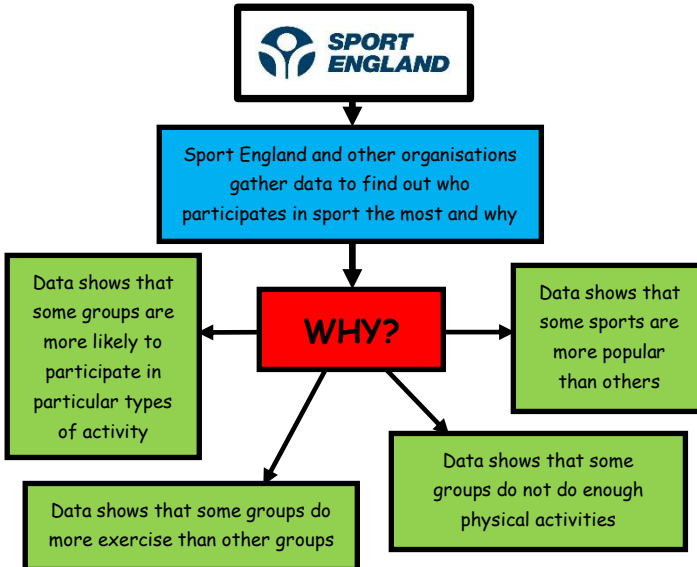 SPORT
ENGLAND
Sport England and other organisations
gather data to find out who
participates in sport the most and why
Data shows that
some groups are
more likely to
participate in
particular types
of activity
WHY?
Data shows that
some sports are
more popular
than others
Data shows that some groups do
more exercise than other groups
Data shows that some
groups do not do enough
physical activities